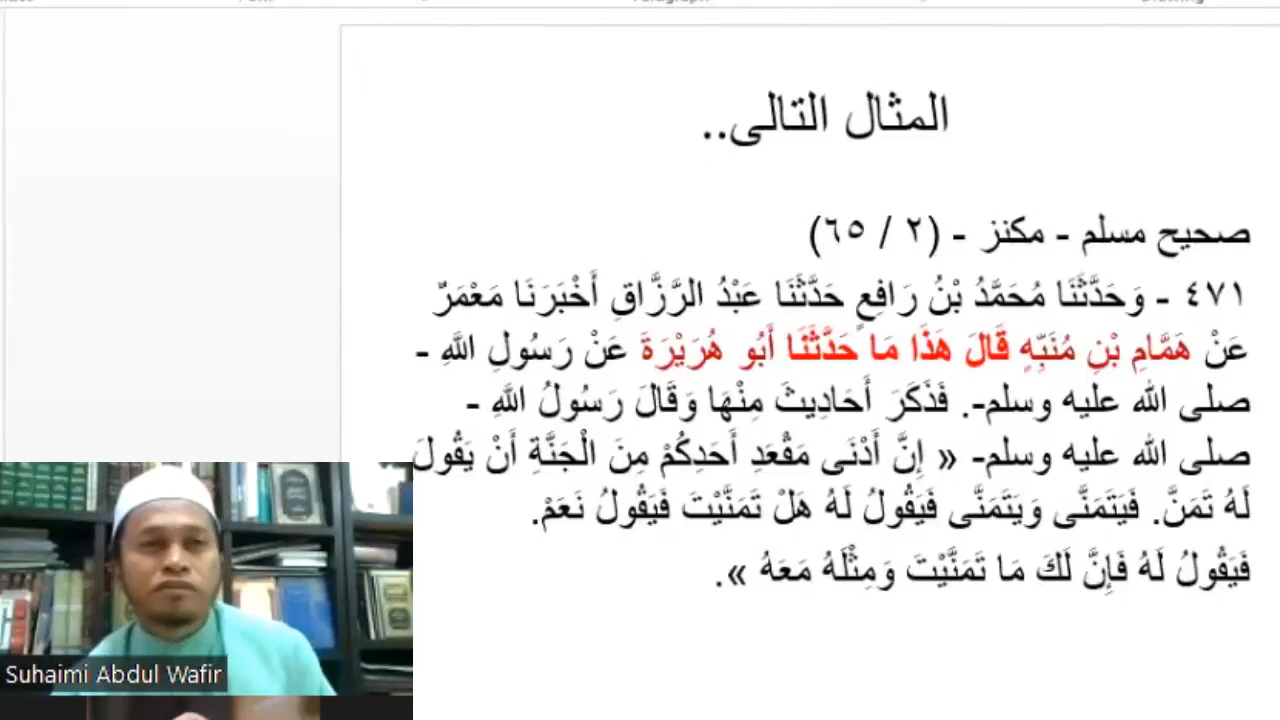 المثال التالى..
صحيح مسلم - مكنز - (٢ / ٦٥)
٤٧١ - وَحَدَّثَنَا مُحَمَّدُ بْنُ رَافِعٍ حَدَّثَنَا عَبْدُ الرَّزَّاقِ أَخْبَرَنَا مَعْمَرٌ
عَنْ هَمَّامِ بْنِ مُنَبِّهٍ قَالَ هَذَا مَا حَدَّثَنَا أَبُو هُرَيْرَةَ عَنْ رَسُولِ اللَّهِ -
صلى الله عليه وسلم-. فَذَكَرَ أَحَادِيثَ مِنْهَا وَقَالَ رَسُولُ اللَّهِ -
صلى الله عليه وسلم- « إِنَّ أَدْنَى مَقْعَدِ أَحَدِكُمْ مِنَ الْجَنَّةِ أَنْ يَقُولَ
لَهُ تَمَنَّ. فَيَتَمَنَّى وَيَتَمَنَّى فَيَقُولُ لَهُ هَلْ تَمَنَّيْتَ فَيَقُولُ نَعَمْ.
فَيَقُولُ لَهُ فَإِنَّ لَكَ مَا تَمَنَّيْتَ وَمِثْلَهُ مَعَهُ ».
Suhaimi Abdul Wafir